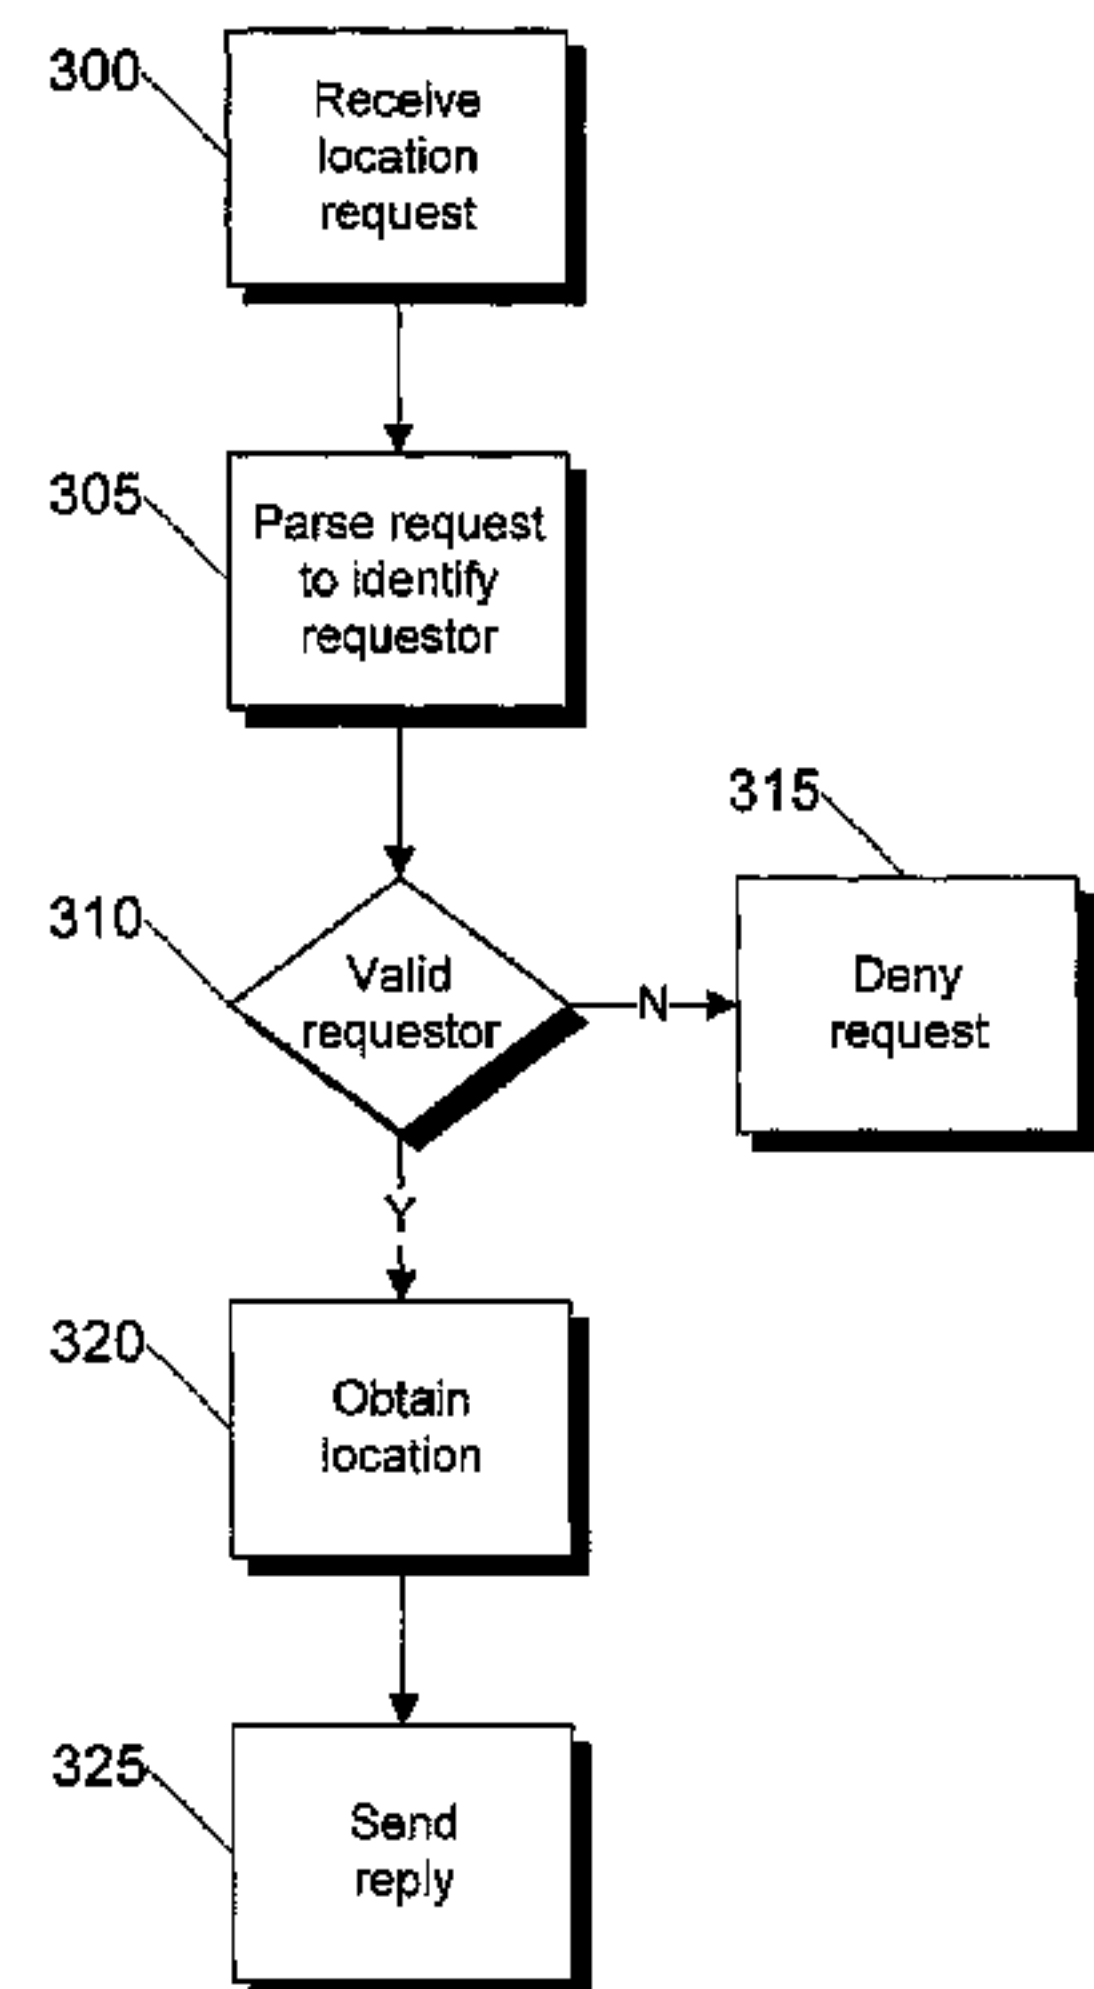 300
Receive
location
request
305
Parse request
to identify
requestor
310
Valid
requestor
N
315
Deny
request
Y
320
Obtain
location
325
Send
reply